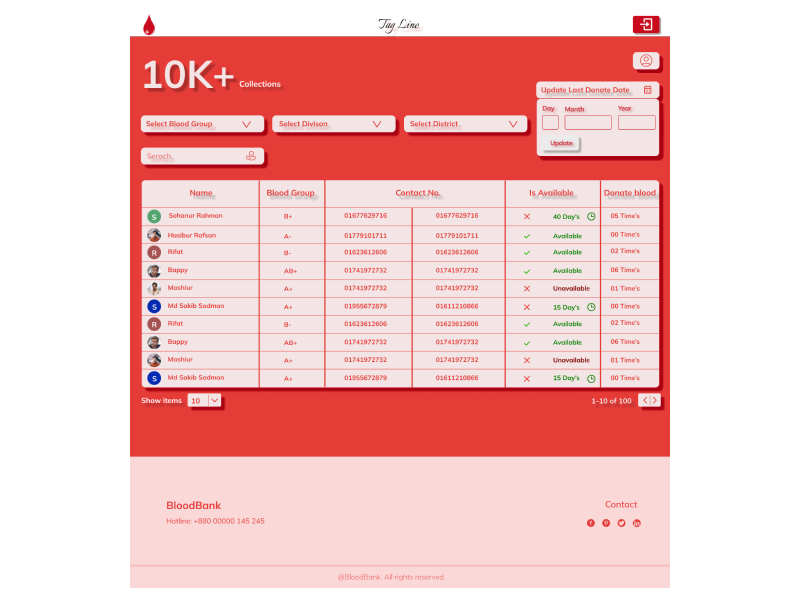 Tag Line
10K+ Collections
Update Last Donate Date
Day Month Year
Update
Select Blood Group Select Divison Select District
Serach
Name Blood Group Contact No. Is Available Donate blood
S Sohanur Rahman B+ 01677629716 01677629716 40 Day's 05 Time's
Hasibur Rafsan A- 01779101711 01779101711 Available 00 Time's
R Rifat B- 01623612606 01623612606 Available 02 Time's
Bappy AB+ 01741972732 01741972732 Available 06 Time's
Mashiur A+ 01741972732 01741972732 Unavailable 01 Time's
S Md Sakib Sadman A+ 01955672879 01611210866 15 Day's 00 Time's
R Rifat B- 01623612606 01623612606 Available 02 Time's
Bappy AB+ 01741972732 01741972732 Available 06 Time's
Mashiur A+ 01741972732 01741972732 Unavailable 01 Time's
S Md Sakib Sadman A+ 01955672879 01611210866 15 Day's 00 Time's
Show items 10 1-10 of 100
BloodBank Contact
Hotline: +880 00000 145 245
@BloodBank. All rights reserved.